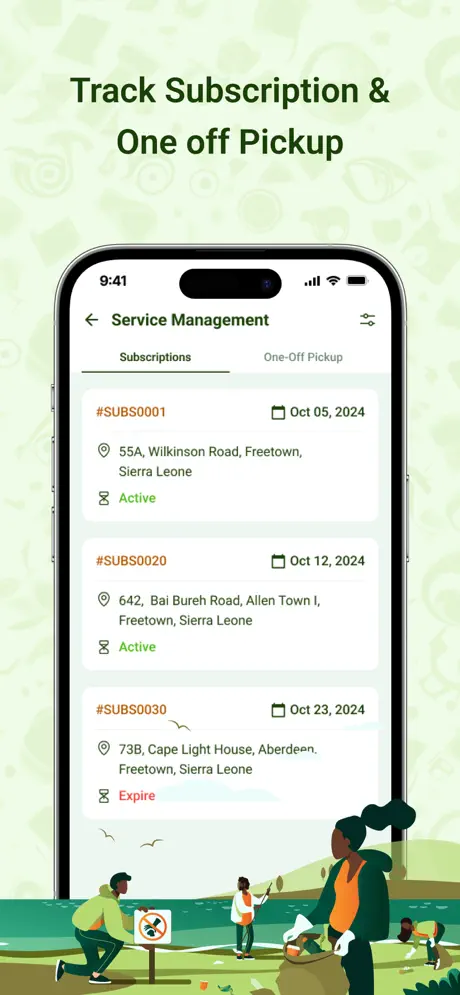 Track Subscription &
One off Pickup
9:41
Service Management
Subscriptions One-Off Pickup
#SUBS0001 Oct 05, 2024
55A, Wilkinson Road, Freetown,
Sierra Leone
Active
#SUBS0020 Oct 12, 2024
642, Bai Bureh Road, Allen Town I,
Freetown, Sierra Leone
Active
#SUBS0030 Oct 23, 2024
73B, Cape Light House, Aberdeen,
Freetown, Sierra Leone
Expire